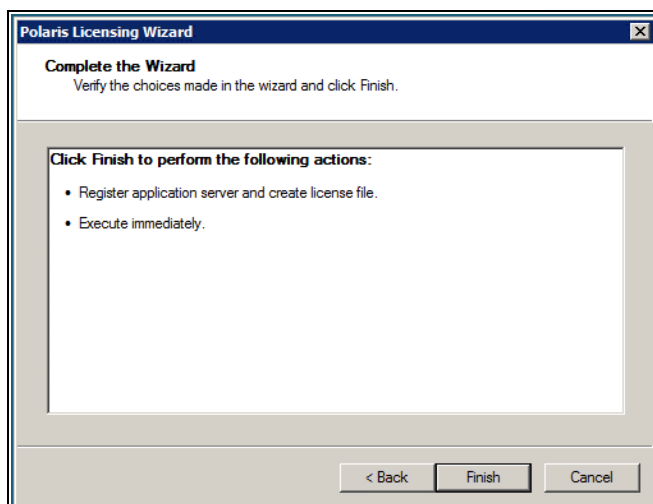 Polaris Licensing Wizard
Complete the Wizard
Verify the choices made in the wizard and click Finish.
Click Finish to perform the following actions:
• Register application server and create license file.
• Execute immediately.
< Back Finish Cancel